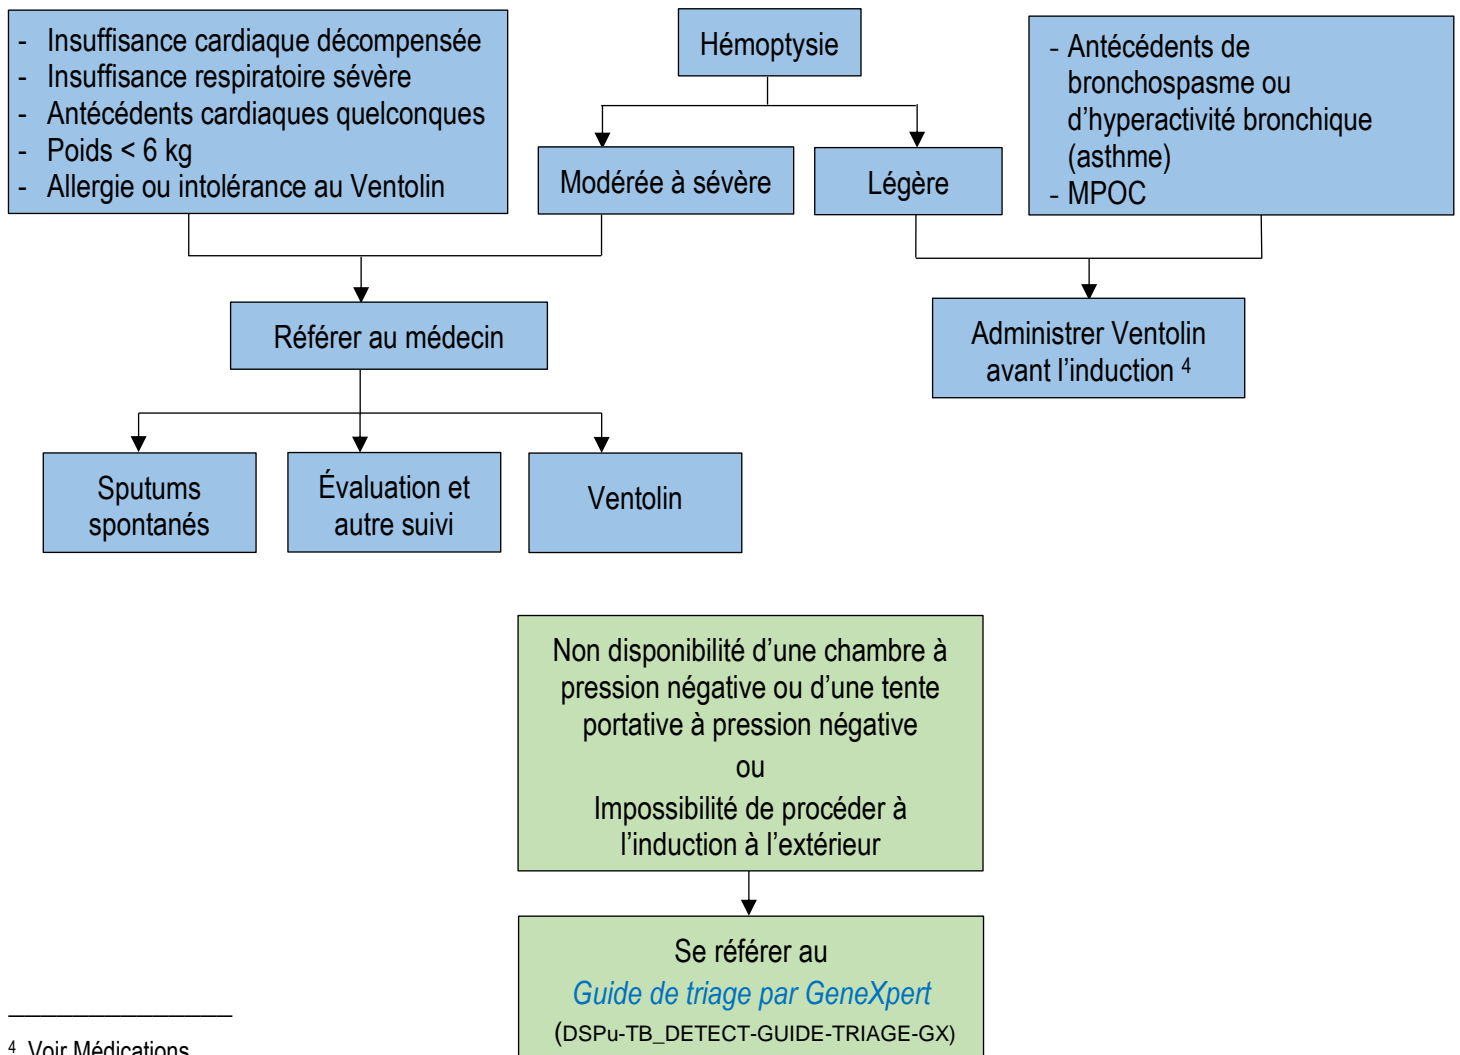 - Insuffisance cardiaque décompensée
- Insuffisance respiratoire sévère
- Antécédents cardiaques quelconques
- Poids < 6 kg
- Allergie ou intolérance au Ventolin
Hémoptysie
- Antécédents de
bronchospasme ou
d’hyperactivité bronchique
(asthme)
- MPOC
Modérée à sévère
Légère
Référer au médecin
Administrer Ventolin
avant l’induction 4
Sputums
spontanés
Évaluation et
autre suivi
Ventolin
Non disponibilité d’une chambre à
pression négative ou d’une tente
portative à pression négative
ou
Impossibilité de procéder à
l’induction à l’extérieur
Se référer au
Guide de triage par GeneXpert
(DSPu-TB_DETECT-GUIDE-TRIAGE-GX)
4 Voir Médications